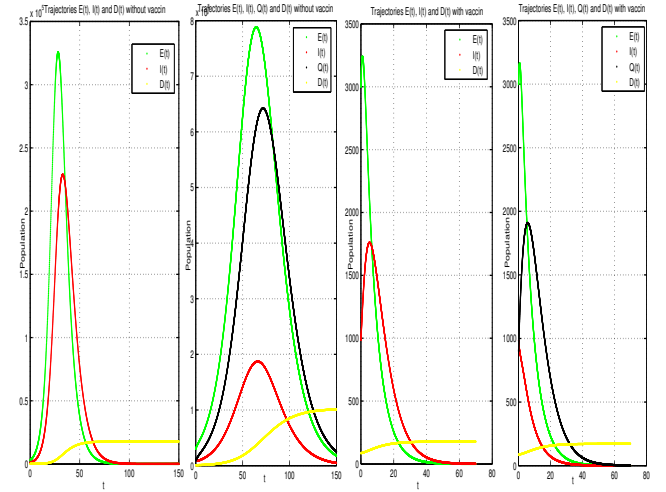 x 10^5 Trajectories E(t), I(t) and D(t) without vaccin
3.5
3
2.5
2
1.5
1
0.5
0
0 50 100 150
Population
t
E(t)
I(t)
D(t)
Trajectories E(t), I(t), Q(t) and D(t) without vaccin
8
7
6
5
4
3
2
1
0
0 50 100 150
Population
t
E(t)
I(t)
Q(t)
D(t)
Trajectories E(t), I(t) and D(t) with vaccin
3500
3000
2500
2000
1500
1000
500
0
0 20 40 60 80
Population
t
E(t)
I(t)
D(t)
Trajectories E(t), I(t), Q(t) and D(t) with vaccin
3500
3000
2500
2000
1500
1000
500
0
0 20 40 60 80
Population
t
E(t)
I(t)
Q(t)
D(t)